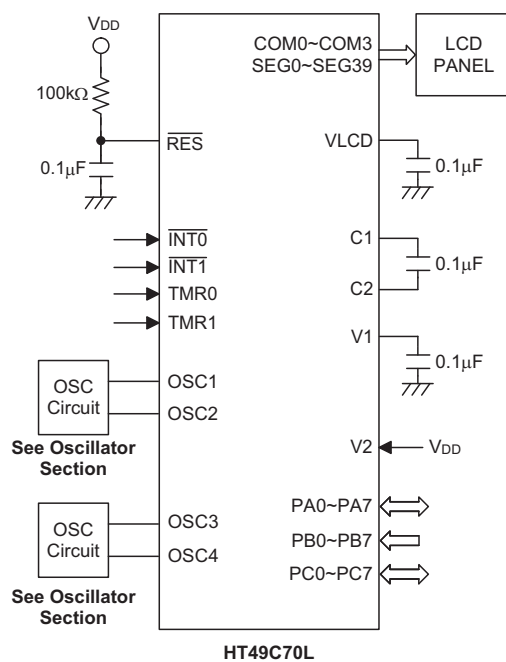 VDD
100kΩ
0.1μF
RES
INT0
INT1
TMR0
TMR1
OSC
Circuit
OSC1
OSC2
See Oscillator
Section
OSC
Circuit
OSC3
OSC4
See Oscillator
Section
COM0~COM3
SEG0~SEG39
LCD
PANEL
VLCD
0.1μF
C1
0.1μF
C2
V1
0.1μF
V2
VDD
PA0~PA7
PB0~PB7
PC0~PC7
HT49C70L